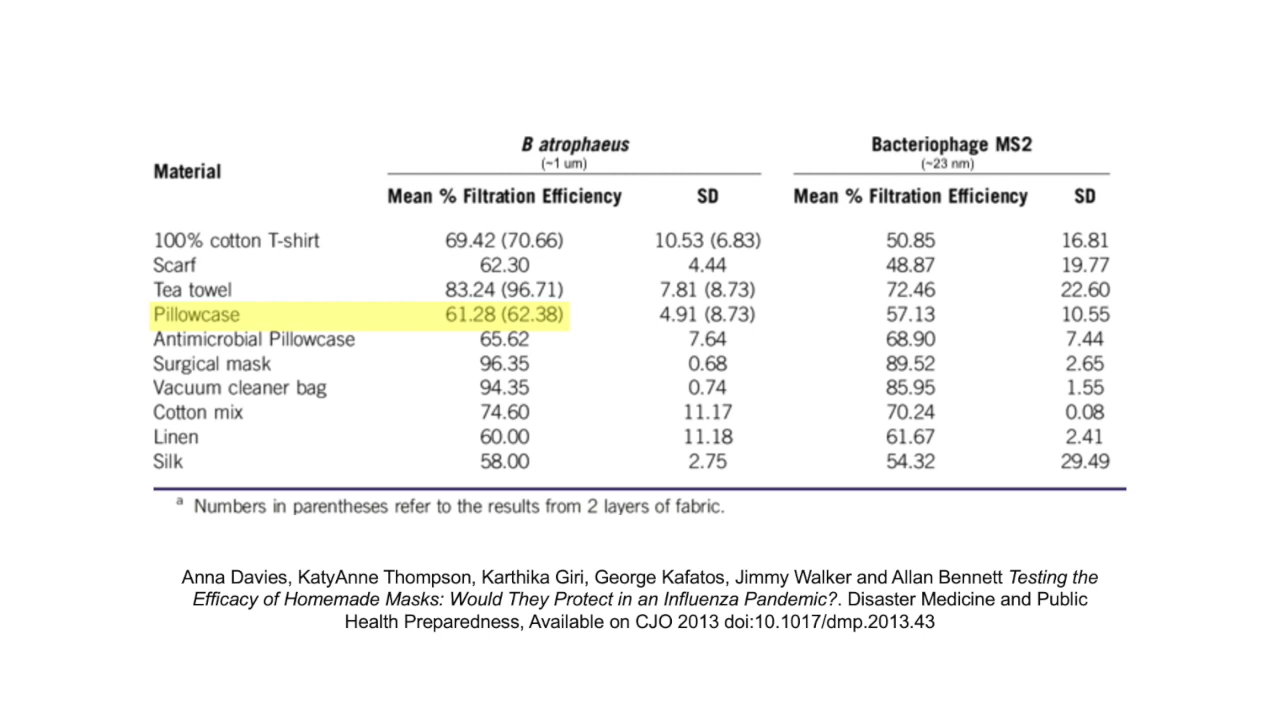 B atrophaeus Bacteriophage MS2
(~1 um) (~23 nm)
Material
Mean % Filtration Efficiency SD Mean % Filtration Efficiency SD
100% cotton T-shirt 69.42 (70.66) 10.53 (6.83) 50.85 16.81
Scarf 62.30 4.44 48.87 19.77
Tea towel 83.24 (96.71) 7.81 (8.73) 72.46 22.60
Pillowcase 61.28 (62.38) 4.91 (8.73) 57.13 10.55
Antimicrobial Pillowcase 65.62 7.64 68.90 7.44
Surgical mask 96.35 0.68 89.52 2.65
Vacuum cleaner bag 94.35 0.74 85.95 1.55
Cotton mix 74.60 11.17 70.24 0.08
Linen 60.00 11.18 61.67 2.41
Silk 58.00 2.75 54.32 29.49
a Numbers in parentheses refer to the results from 2 layers of fabric.
Anna Davies, KatyAnne Thompson, Karthika Giri, George Kafatos, Jimmy Walker and Allan Bennett Testing the
Efficacy of Homemade Masks: Would They Protect in an Influenza Pandemic?. Disaster Medicine and Public
Health Preparedness, Available on CJO 2013 doi:10.1017/dmp.2013.43